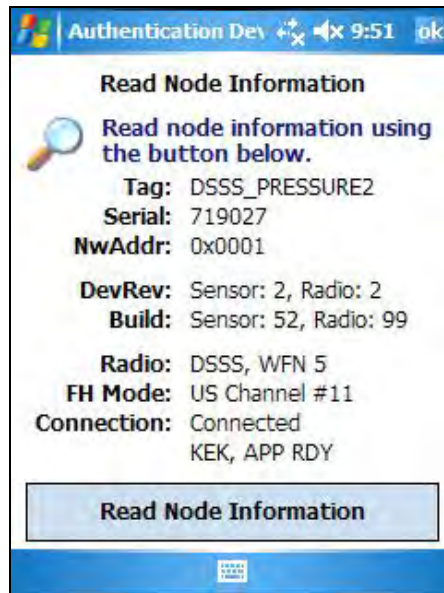 Authentication Dev 9:51 ok
Read Node Information
Read node information using
the button below.
Tag: DSSS_PRESSURE2
Serial: 719027
NwAddr: 0x0001
DevRev: Sensor: 2, Radio: 2
Build: Sensor: 52, Radio: 99
Radio: DSSS, WFN 5
FH Mode: US Channel #11
Connection: Connected
KEK, APP RDY
Read Node Information